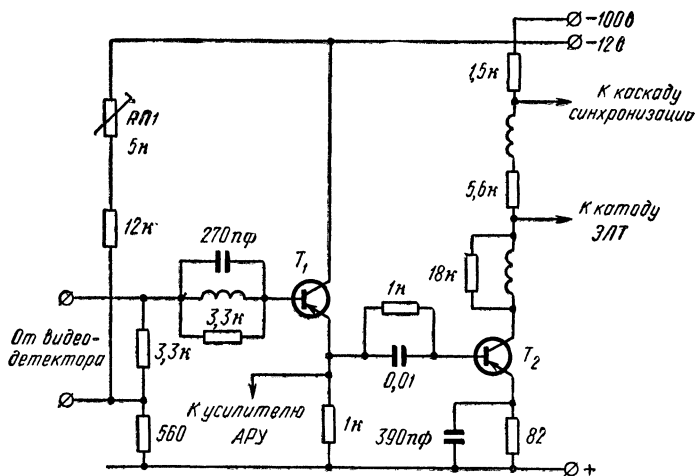 –100в
–12в
1,5к
К каскаду
синхронизации
RП1
5к
5,6к
12к
270пф
К катоду
ЭЛТ
T₁
18к
3,3к
1к
От видео-
детектора
3,3к
T₂
0,01
К усилителю
АРУ
560
1к
390пф
82
+